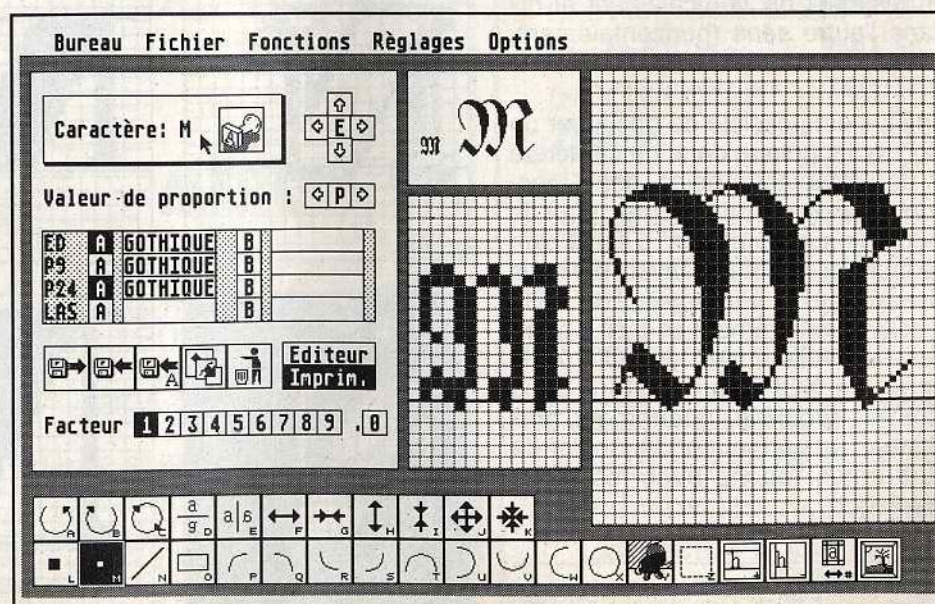 Bureau Fichier Fonctions Règlages Options
Caractère: M
E
Valeur de proportion : P
ED A GOTHIQUE B
P9 A GOTHIQUE B
P24 A GOTHIQUE B
LAS A B
A
Editeur
Imprim.
Facteur 1 2 3 4 5 6 7 8 9 .0
M M
M M
A B C a g D a s E F G H I J K
L M N O P Q R S T U V W X Y Z h h a #